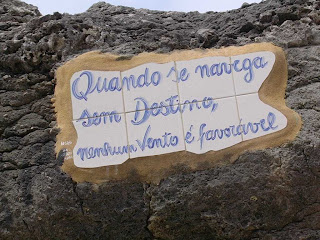 Quando se navega
sem Destino,
nenhum Vento é favorável